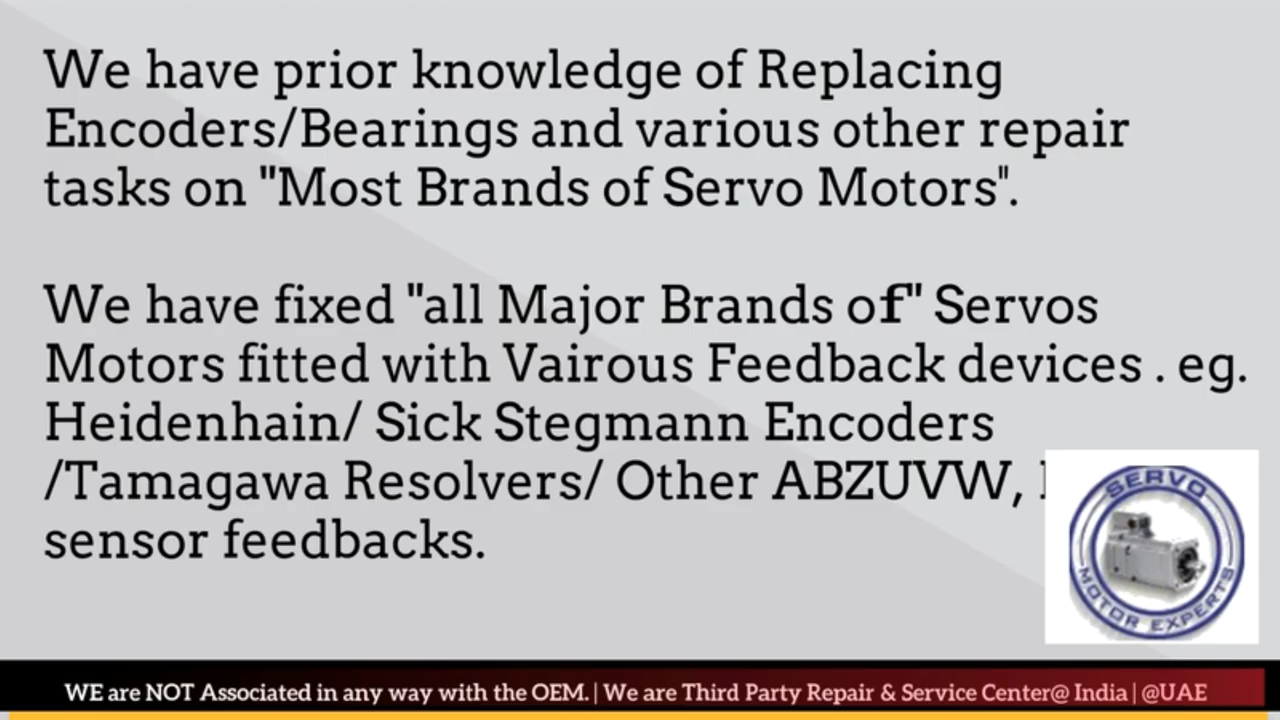 We have prior knowledge of Replacing
Encoders/Bearings and various other repair
tasks on "Most Brands of Servo Motors".
We have fixed "all Major Brands of" Servos
Motors fitted with Vairous Feedback devices . eg.
Heidenhain/ Sick Stegmann Encoders
/Tamagawa Resolvers/ Other ABZUVW,
sensor feedbacks.
SERVO
MOTOR EXPERTS
WE are NOT Associated in any way with the OEM. | We are Third Party Repair & Service Center@ India | @UAE